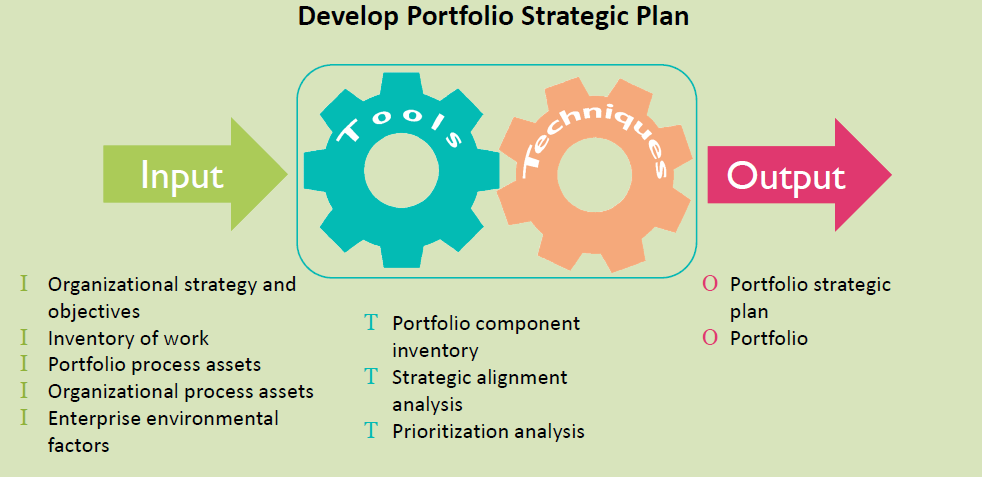 Develop Portfolio Strategic Plan
Input
Tools
Techniques
Output
I Organizational strategy and
objectives
I Inventory of work
I Portfolio process assets
I Organizational process assets
I Enterprise environmental
factors
T Portfolio component
inventory
T Strategic alignment
analysis
T Prioritization analysis
O Portfolio strategic
plan
O Portfolio